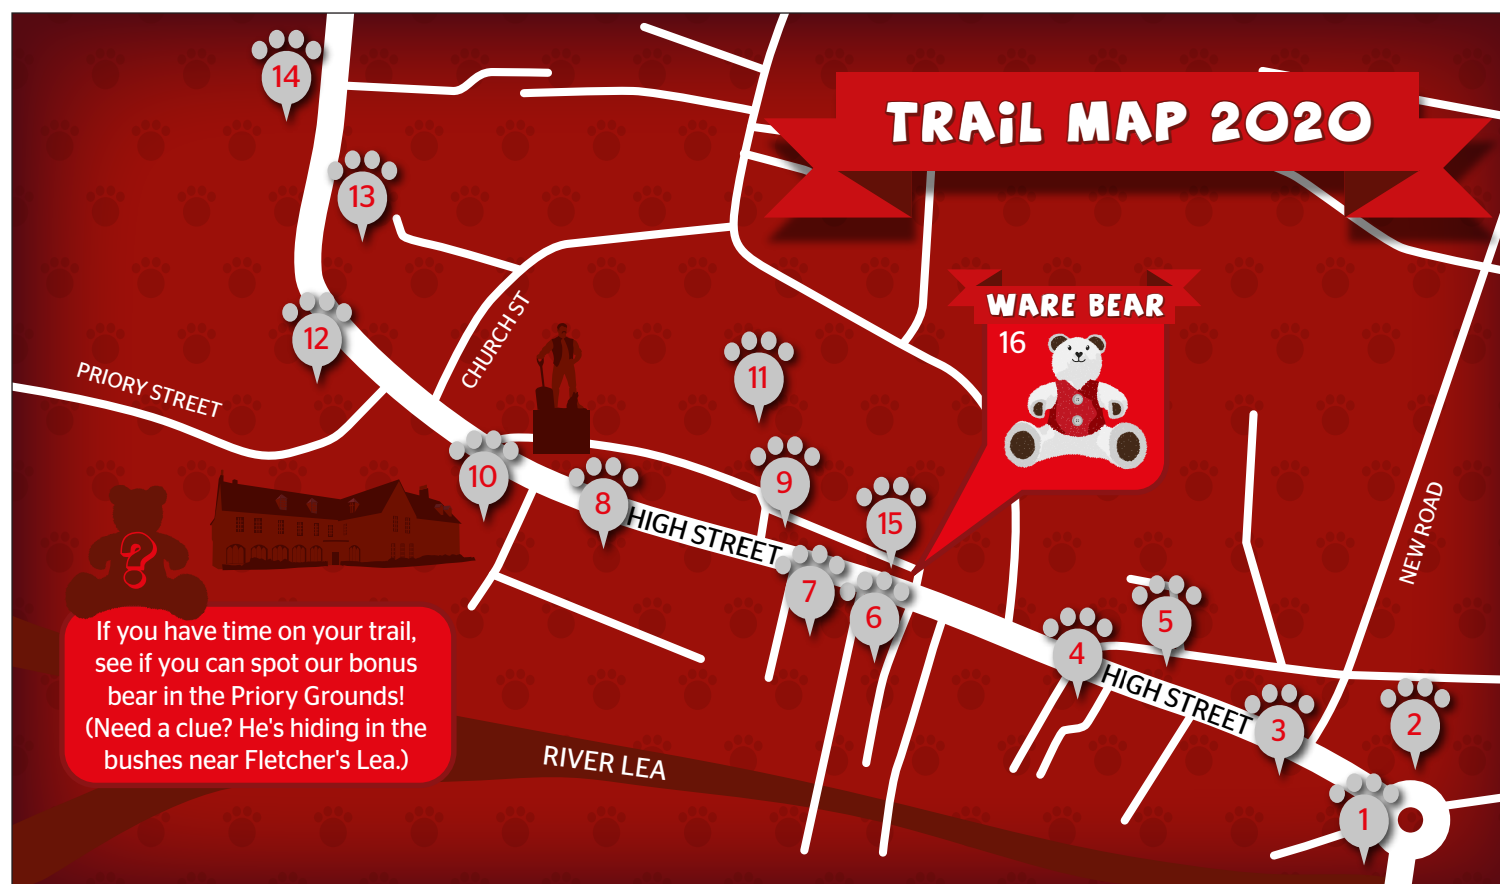 TRAiL MAP 2020
14
13
12
PRIORY STREET
CHURCH ST
11
WARE BEAR
16
10
8
9
15
HIGH STREET
7
6
5
4
HIGH STREET
3
2
1
NEW ROAD
?
If you have time on your trail,
see if you can spot our bonus
bear in the Priory Grounds!
(Need a clue? He's hiding in the
bushes near Fletcher's Lea.)
RIVER LEA